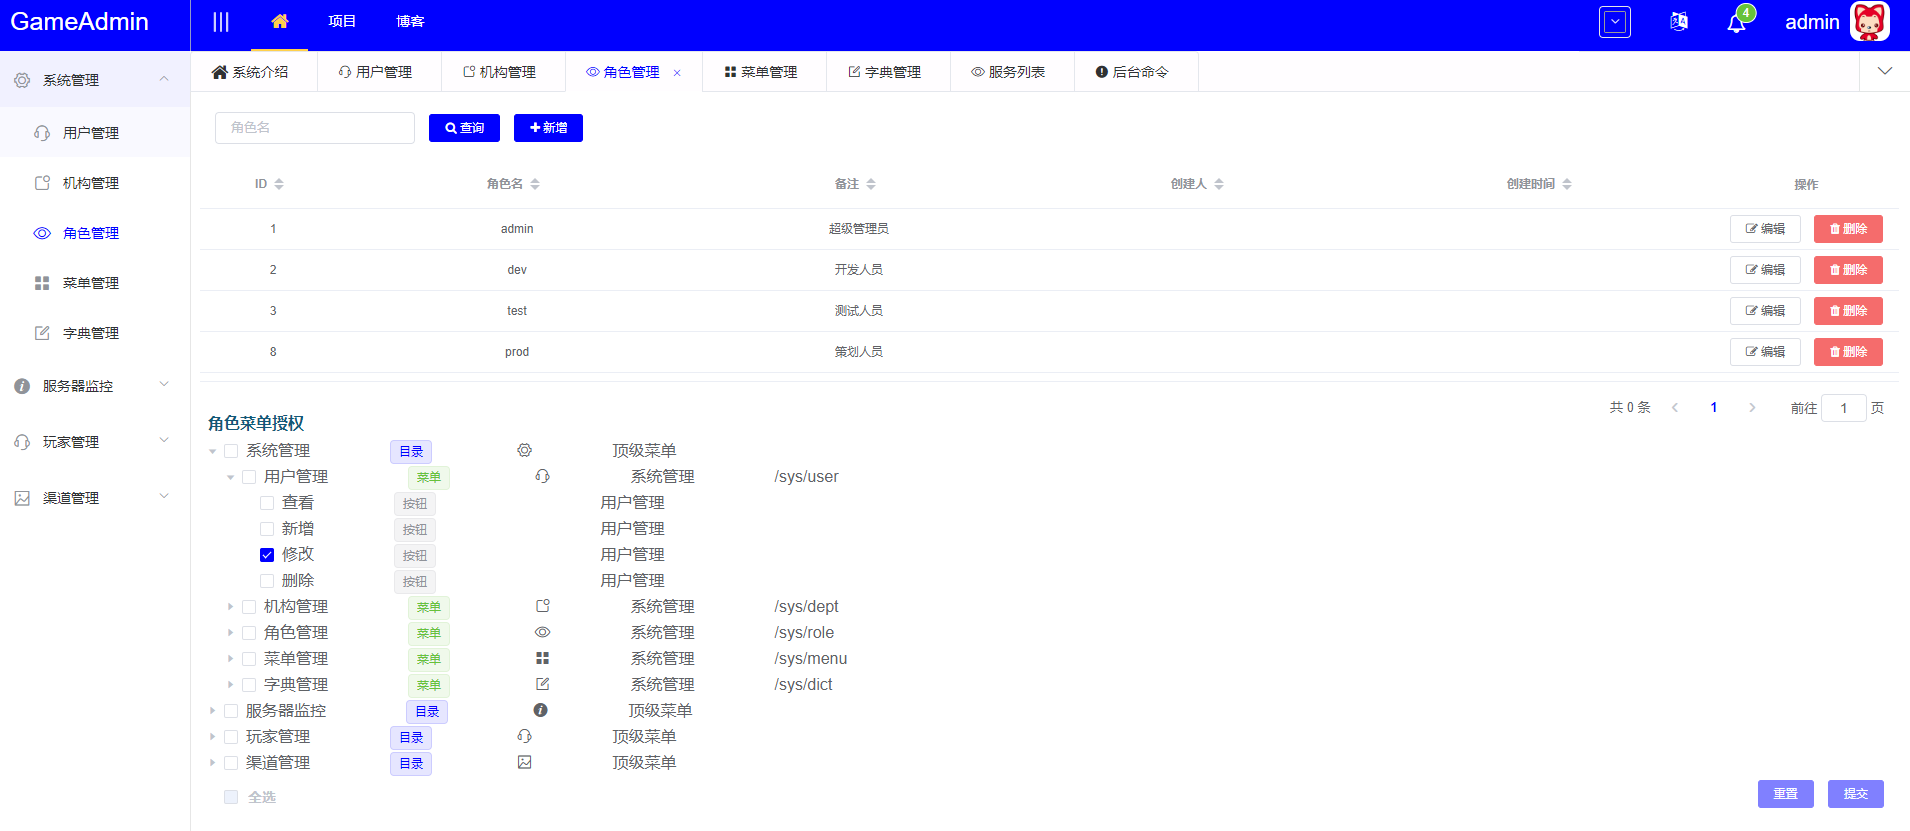 GameAdmin 项目 博客 4 admin
系统介绍 用户管理 机构管理 角色管理 × 菜单管理 字典管理 服务列表 后台命令
系统管理
用户管理
机构管理
角色管理
菜单管理
字典管理
服务器监控
玩家管理
渠道管理
角色名 查询 新增
ID 角色名 备注 创建人 创建时间 操作
1 admin 超级管理员 编辑 删除
2 dev 开发人员 编辑 删除
3 test 测试人员 编辑 删除
8 prod 策划人员 编辑 删除
共 0 条 1 前往 1 页
角色菜单授权
系统管理 目录 顶级菜单
用户管理 菜单 系统管理 /sys/user
查看 按钮 用户管理
新增 按钮 用户管理
修改 按钮 用户管理
删除 按钮 用户管理
机构管理 菜单 系统管理 /sys/dept
角色管理 菜单 系统管理 /sys/role
菜单管理 菜单 系统管理 /sys/menu
字典管理 菜单 系统管理 /sys/dict
服务器监控 目录 顶级菜单
玩家管理 目录 顶级菜单
渠道管理 目录 顶级菜单
全选 重置 提交